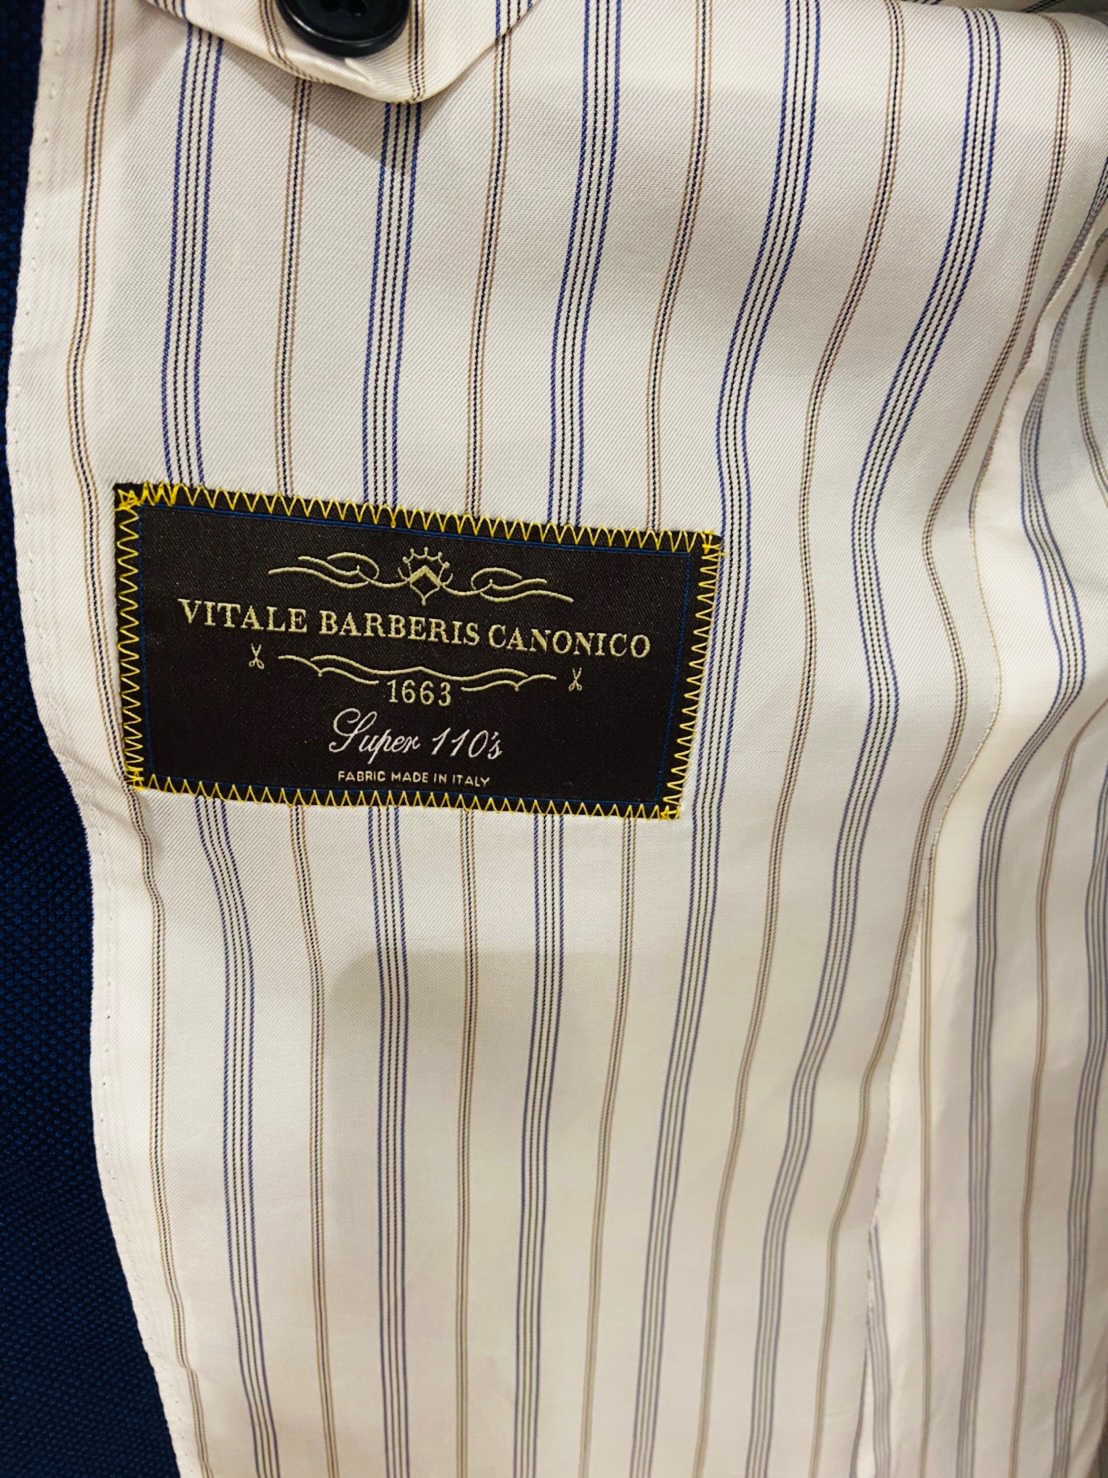 VITALE BARBERIS CANONICO
1663
Super 110's
FABRIC MADE IN ITALY